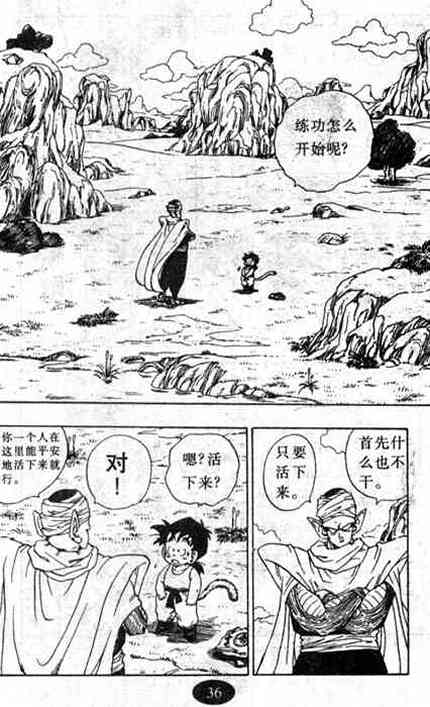 练功怎么
开始呢?
首先什
么也不
干。
只要
活下
来。
嗯?活
下来?
对!
你一个人在
这里能平安
地活下来就
行。
36